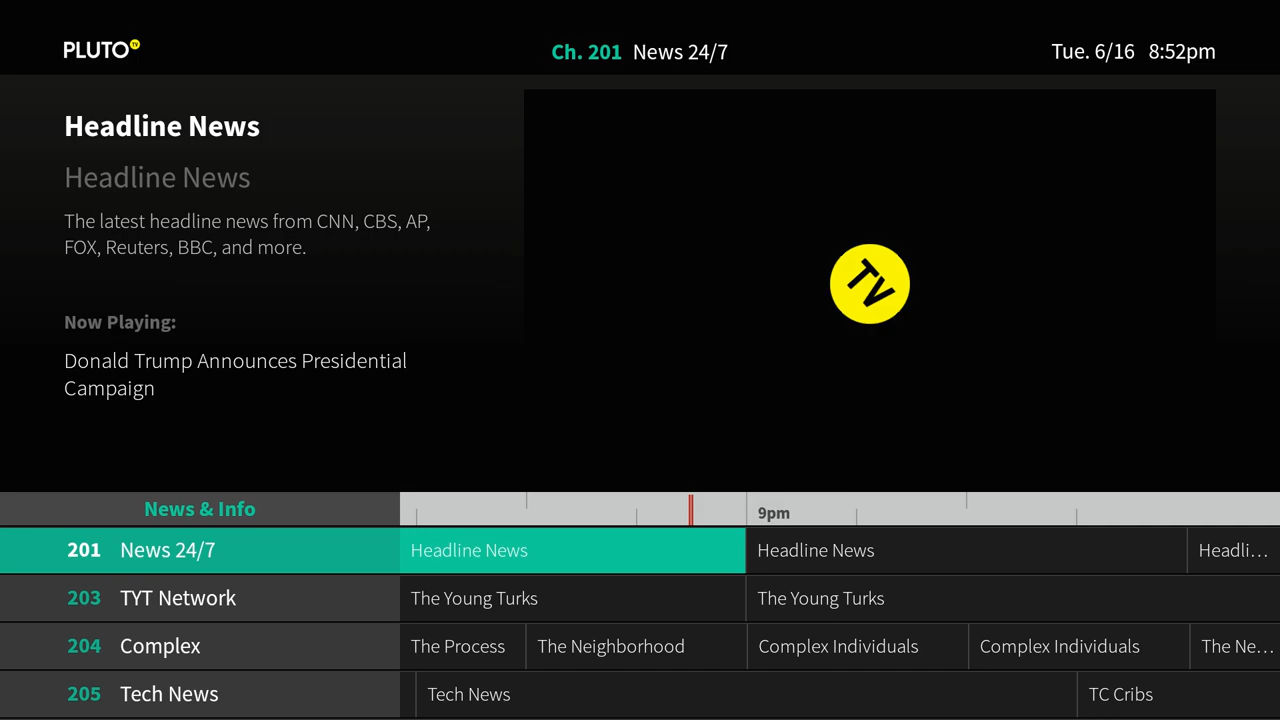 PLUTO TV
Ch. 201 News 24/7
Tue. 6/16 8:52pm
Headline News
Headline News
The latest headline news from CNN, CBS, AP,
FOX, Reuters, BBC, and more.
Now Playing:
Donald Trump Announces Presidential
Campaign
TV
News & Info
9pm
201 News 24/7 Headline News Headline News Headli...
203 TYT Network The Young Turks The Young Turks
204 Complex The Process The Neighborhood Complex Individuals Complex Individuals The Ne...
205 Tech News Tech News TC Cribs